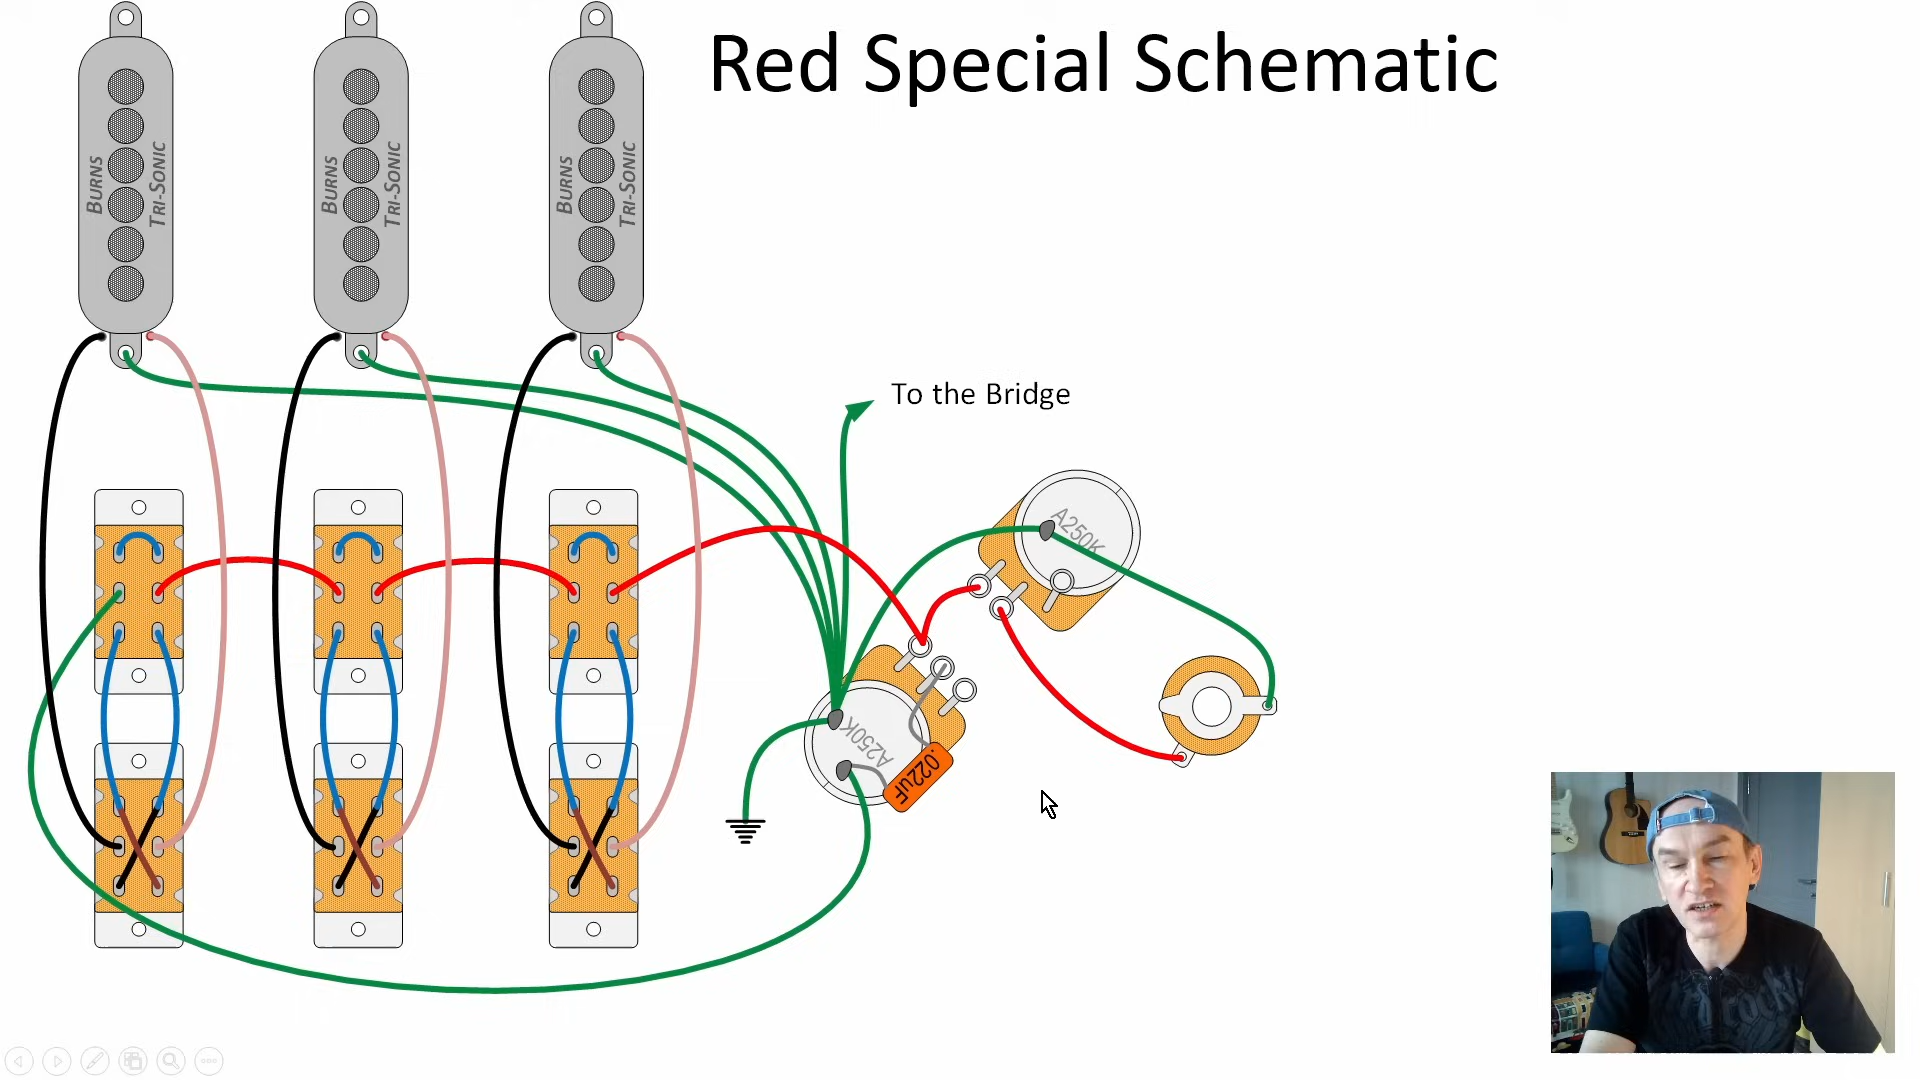 Red Special Schematic
BURNS
TRI-SONIC
BURNS
TRI-SONIC
BURNS
TRI-SONIC
To the Bridge
A250K
A250K
.022uF